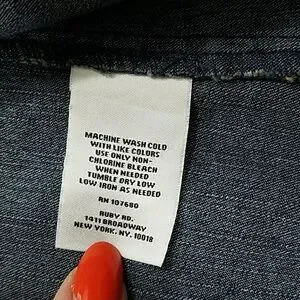 MACHINE WASH COLD
WITH LIKE COLORS
USE ONLY NON-
CHLORINE BLEACH
WHEN NEEDED
TUMBLE DRY LOW
LOW IRON AS NEEDED
RN 107680
RUBY RD.
1411 BROADWAY
NEW YORK, NY. 10018